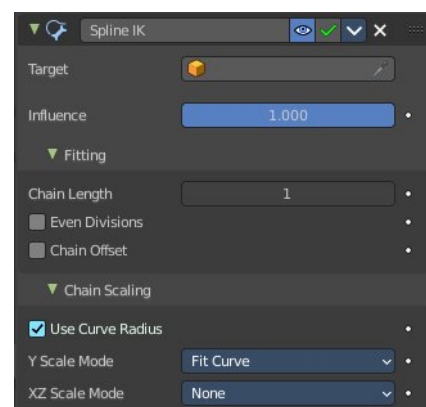 Spline IK
Target
Influence 1.000
Fitting
Chain Length 1
Even Divisions
Chain Offset
Chain Scaling
Use Curve Radius
Y Scale Mode Fit Curve
XZ Scale Mode None